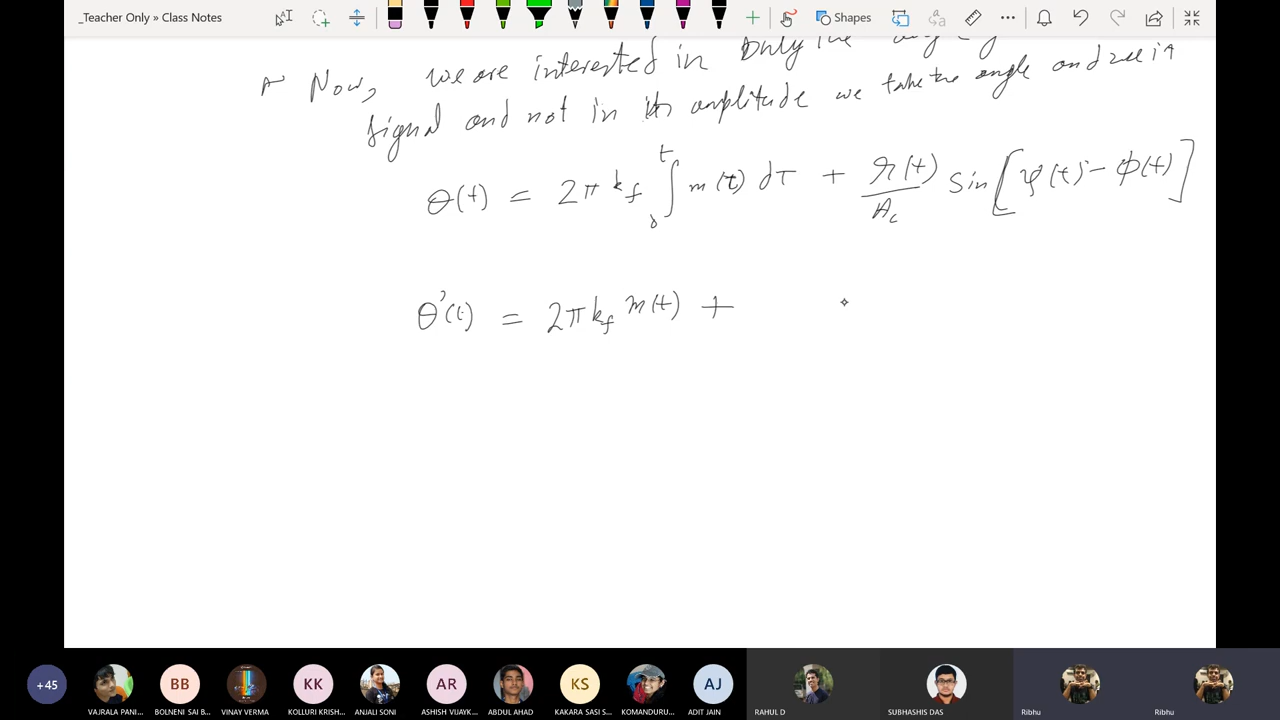 _Teacher Only » Class Notes
Shapes
Now, we are interested in only the
signal and not in its amplitude we take the angle and see it
θ(t) = 2π k_f ∫₀ᵗ m(τ) dτ + r(t)/A_c Sin[ψ(t) - φ(t)]
θ'(t) = 2πk_f m(t) +
+45
BB
KK
AR
KS
AJ
VAJRALA PANI...
BOLNENI SAI B...
VINAY VERMA
KOLLURI KRISH...
ANJALI SONI
ASHISH VIJAYK...
ABDUL AHAD
KAKARA SASI S...
KOMANDURU...
ADIT JAIN
RAHUL D
SUBHASHIS DAS
Ribhu
Ribhu